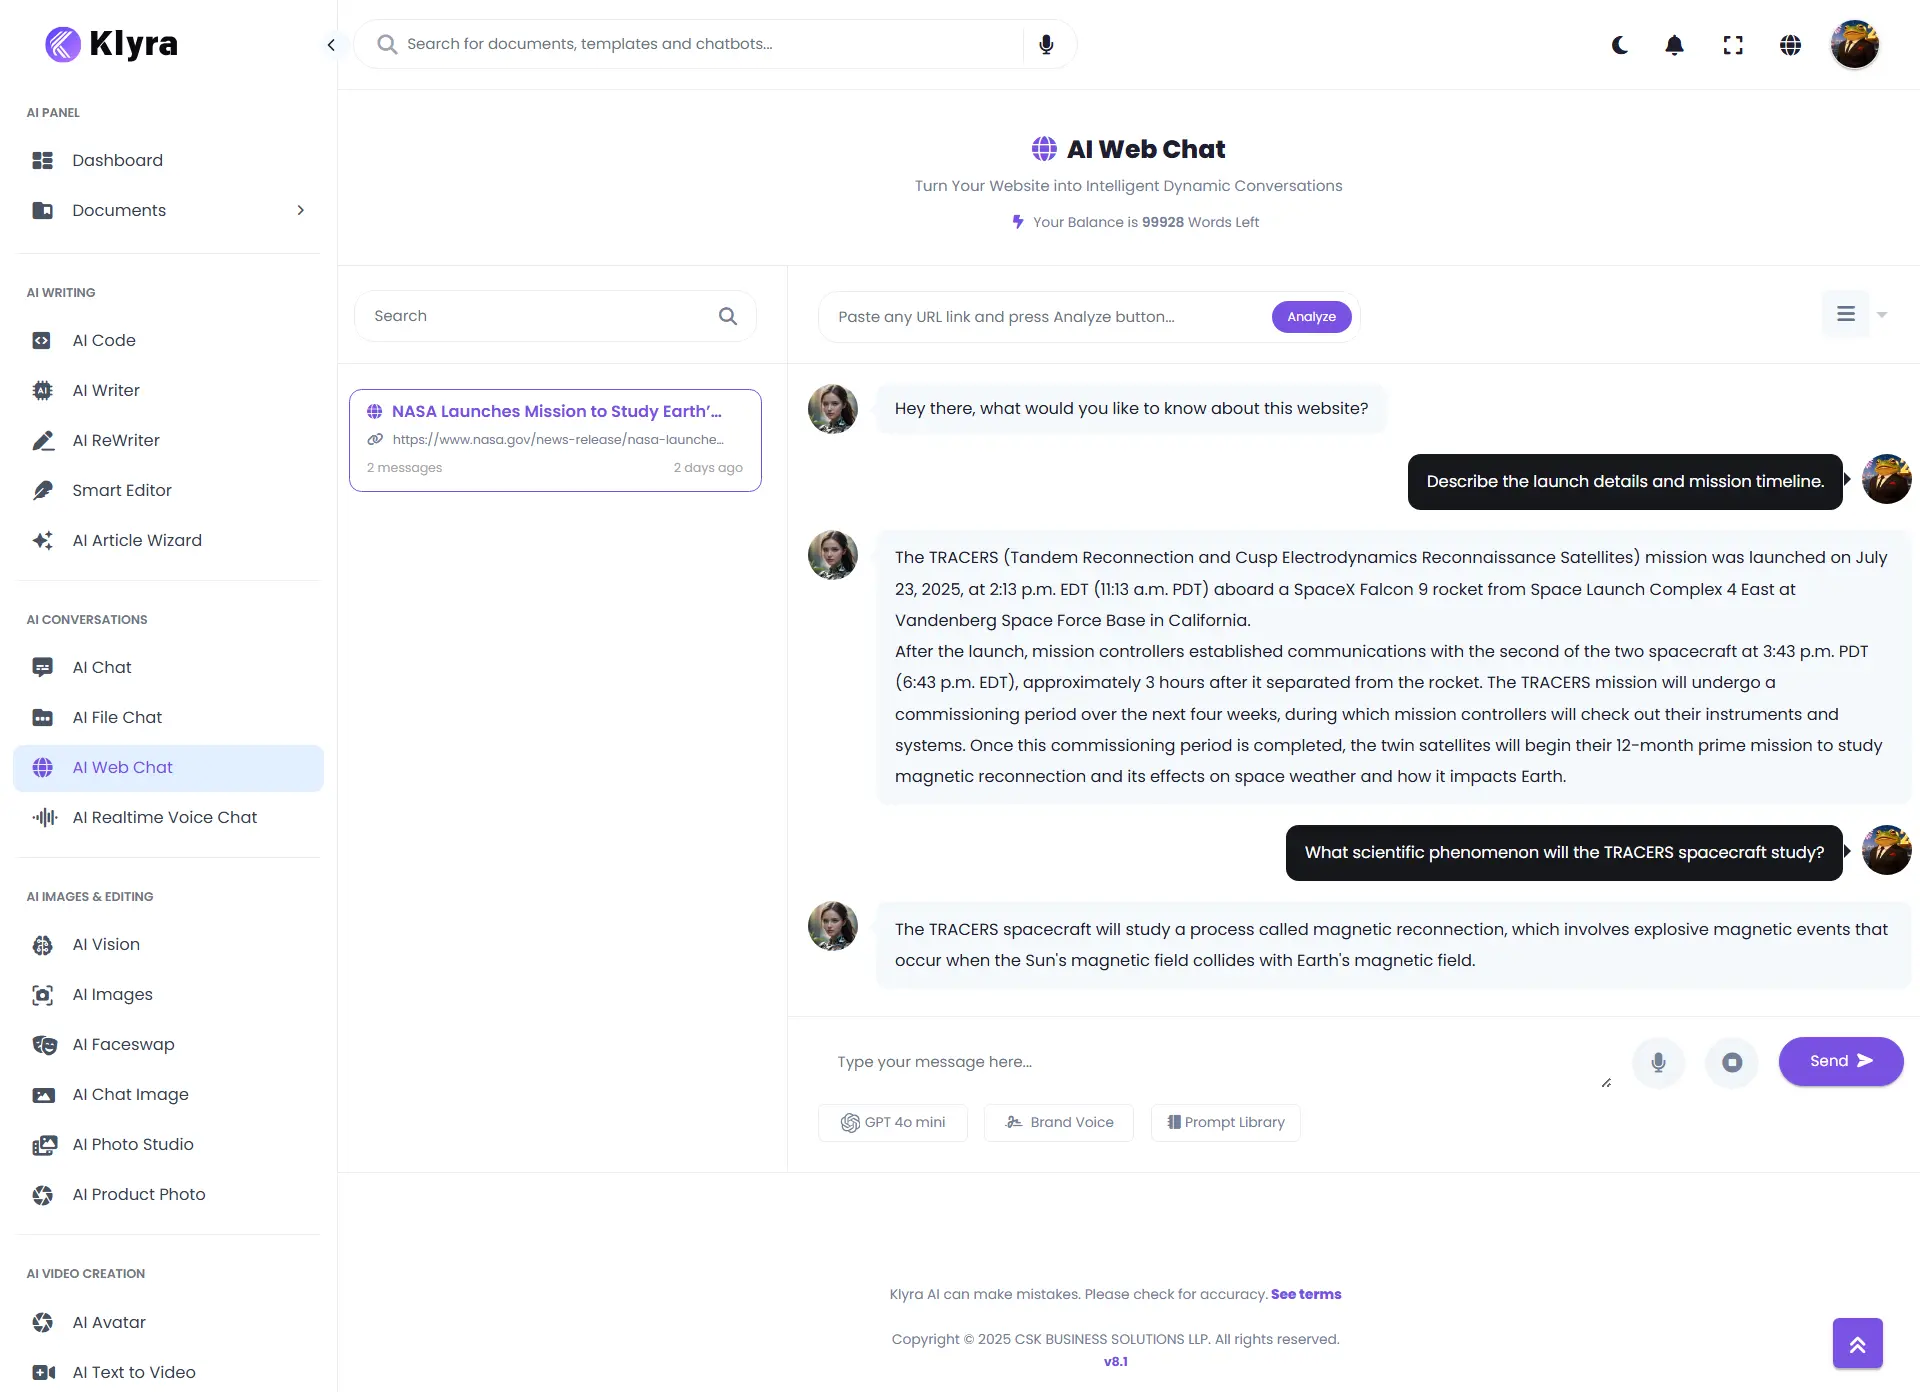 Klyra
Search for documents, templates and chatbots...
AI PANEL
Dashboard
Documents
AI WRITING
AI Code
AI Writer
AI ReWriter
Smart Editor
AI Article Wizard
AI CONVERSATIONS
AI Chat
AI File Chat
AI Web Chat
AI Realtime Voice Chat
AI IMAGES & EDITING
AI Vision
AI Images
AI Faceswap
AI Chat Image
AI Photo Studio
AI Product Photo
AI VIDEO CREATION
AI Avatar
AI Text to Video
AI Web Chat
Turn Your Website into Intelligent Dynamic Conversations
Your Balance is 99928 Words Left
Search
NASA Launches Mission to Study Earth’...
https://www.nasa.gov/news-release/nasa-launche...
2 messages 2 days ago
Paste any URL link and press Analyze button...
Analyze
Hey there, what would you like to know about this website?
Describe the launch details and mission timeline.
The TRACERS (Tandem Reconnection and Cusp Electrodynamics Reconnaissance Satellites) mission was launched on July
23, 2025, at 2:13 p.m. EDT (11:13 a.m. PDT) aboard a SpaceX Falcon 9 rocket from Space Launch Complex 4 East at
Vandenberg Space Force Base in California.
After the launch, mission controllers established communications with the second of the two spacecraft at 3:43 p.m. PDT
(6:43 p.m. EDT), approximately 3 hours after it separated from the rocket. The TRACERS mission will undergo a
commissioning period over the next four weeks, during which mission controllers will check out their instruments and
systems. Once this commissioning period is completed, the twin satellites will begin their 12-month prime mission to study
magnetic reconnection and its effects on space weather and how it impacts Earth.
What scientific phenomenon will the TRACERS spacecraft study?
The TRACERS spacecraft will study a process called magnetic reconnection, which involves explosive magnetic events that
occur when the Sun's magnetic field collides with Earth's magnetic field.
Type your message here...
Send
GPT 4o mini
Brand Voice
Prompt Library
Klyra AI can make mistakes. Please check for accuracy. See terms
Copyright © 2025 CSK BUSINESS SOLUTIONS LLP. All rights reserved.
v8.1